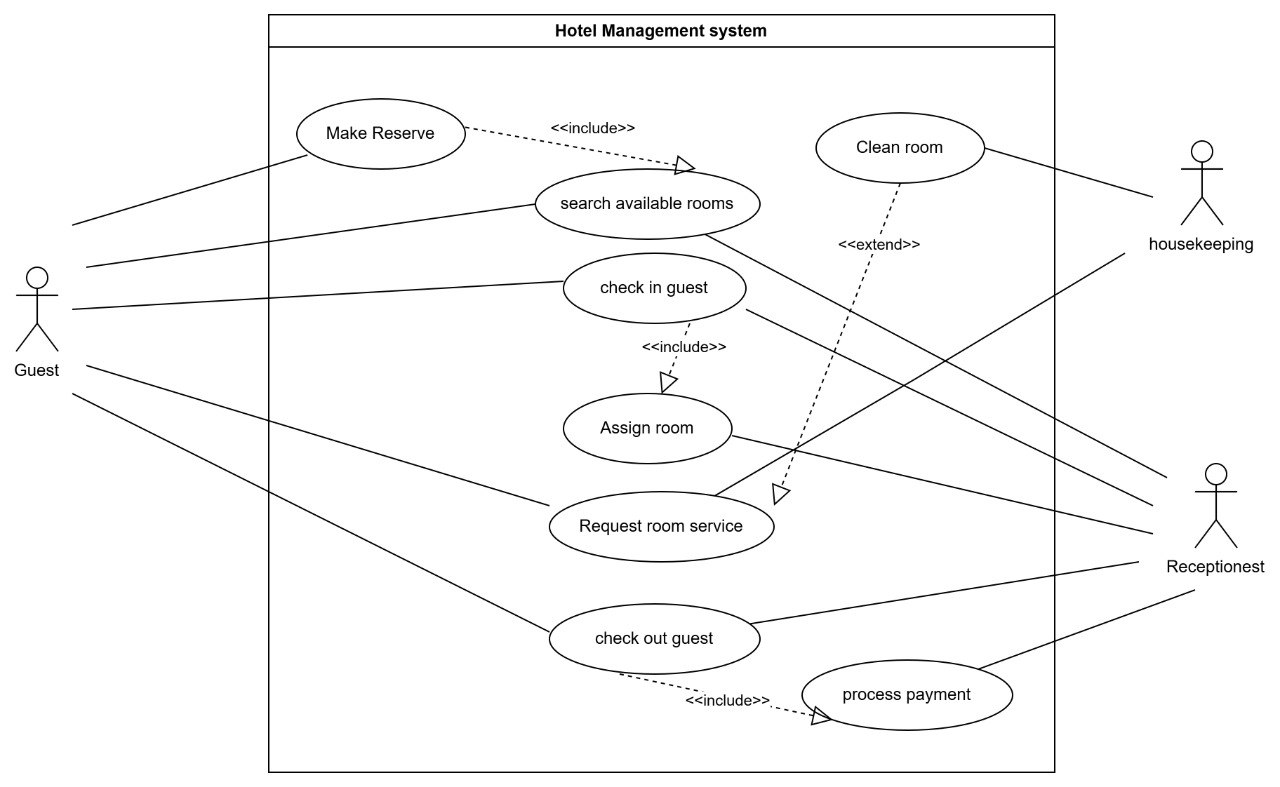 Hotel Management system
Make Reserve
<<include>>
Clean room
search available rooms
<<extend>>
housekeeping
check in guest
<<include>>
Guest
Assign room
Request room service
Receptionest
check out guest
<<include>>
process payment